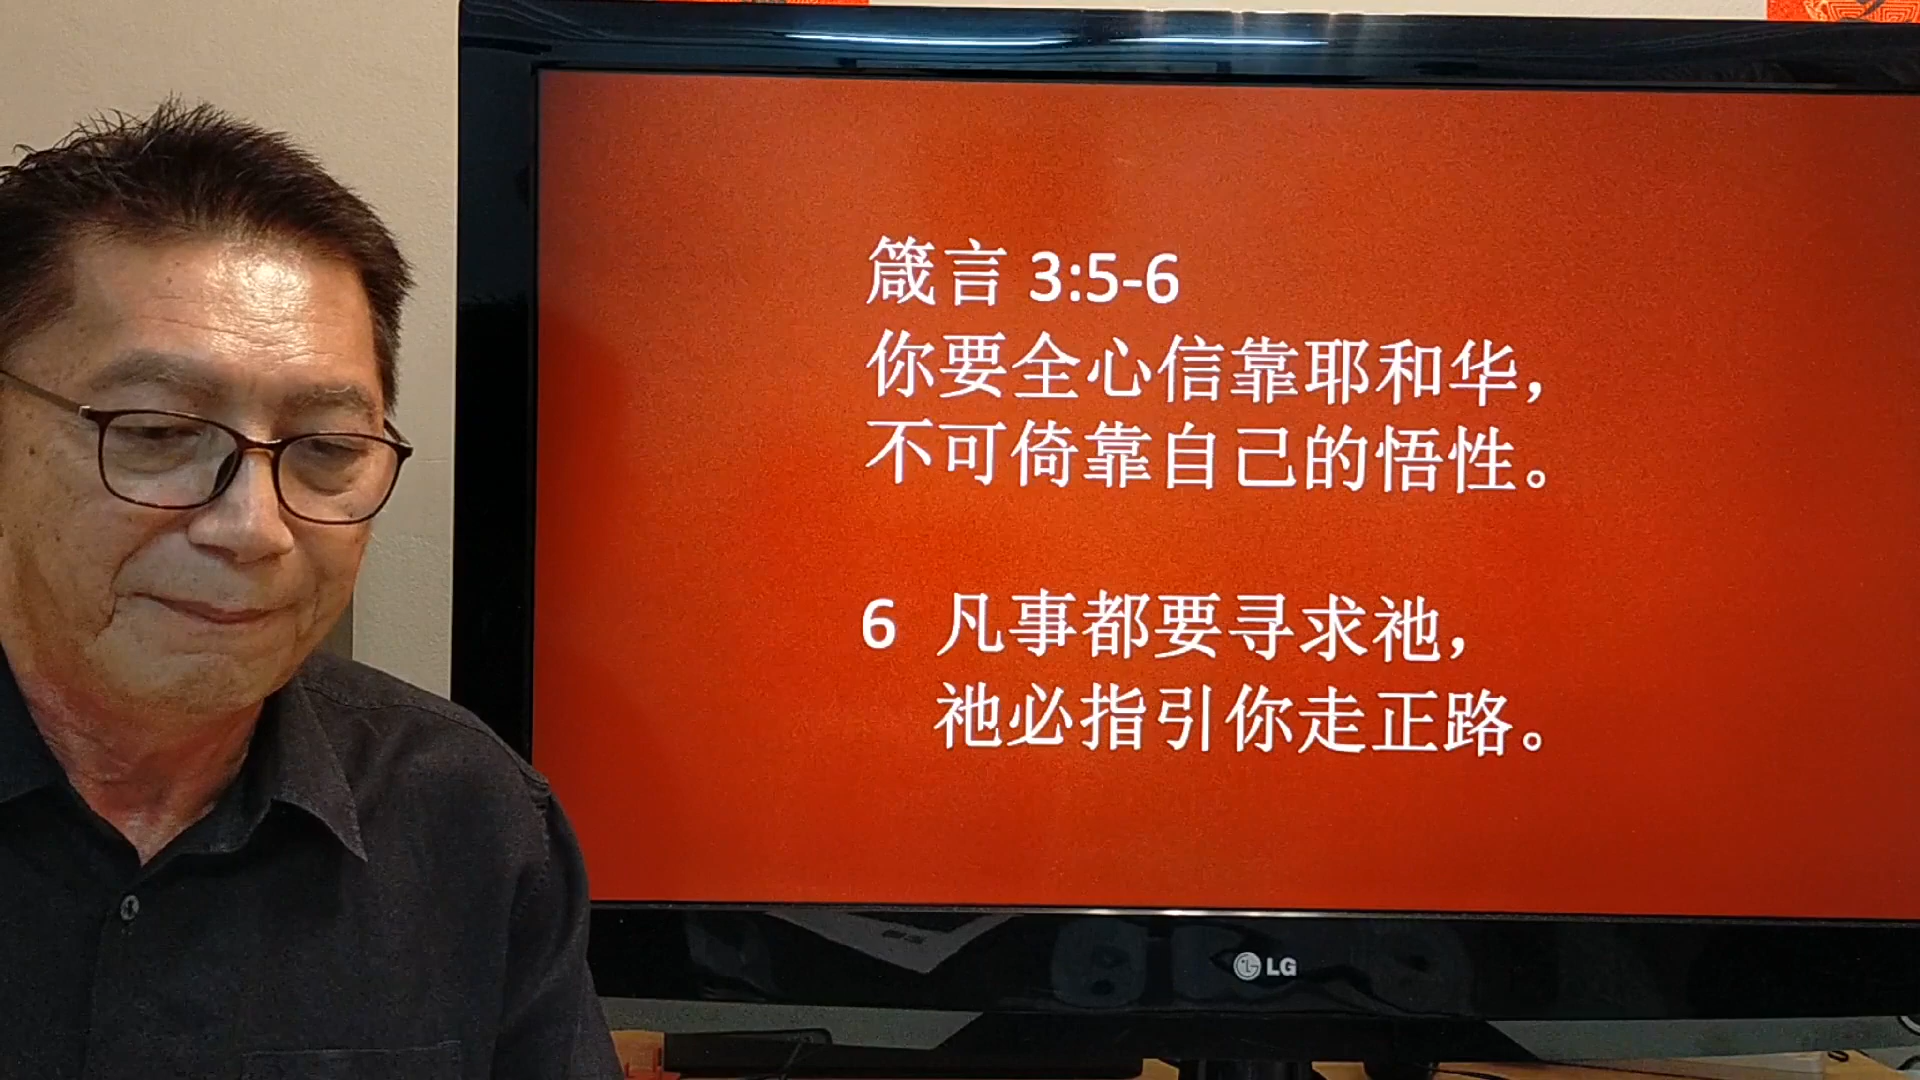 箴言 3:5-6
你要全心信靠耶和华，
不可倚靠自己的悟性。
6 凡事都要寻求祂，
祂必指引你走正路。
LG